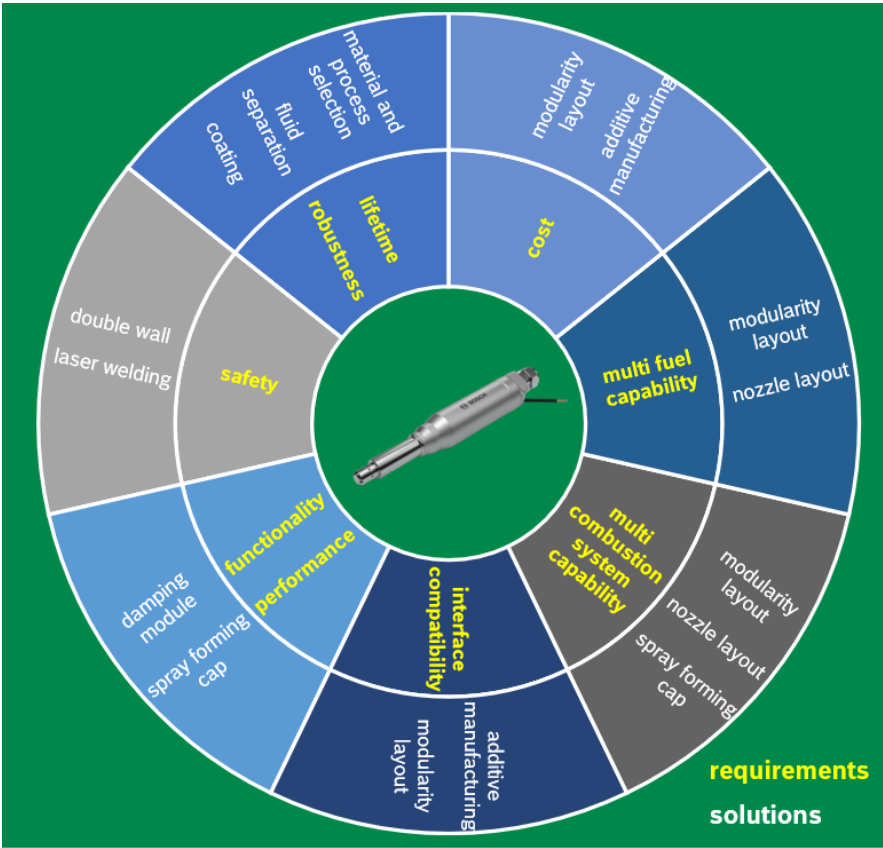 material and
process
selection
fluid
separation
coating
lifetime
robustness
modularity
layout
additive
manufacturing
cost
modularity
layout
nozzle layout
multi fuel
capability
multi
combustion
system
capability
modularity
layout
nozzle layout
spray forming
cap
interface
compatibility
additive
manufacturing
modularity
layout
functionality
performance
damping
module
spray forming
cap
safety
double wall
laser welding
BOSCH
requirements
solutions